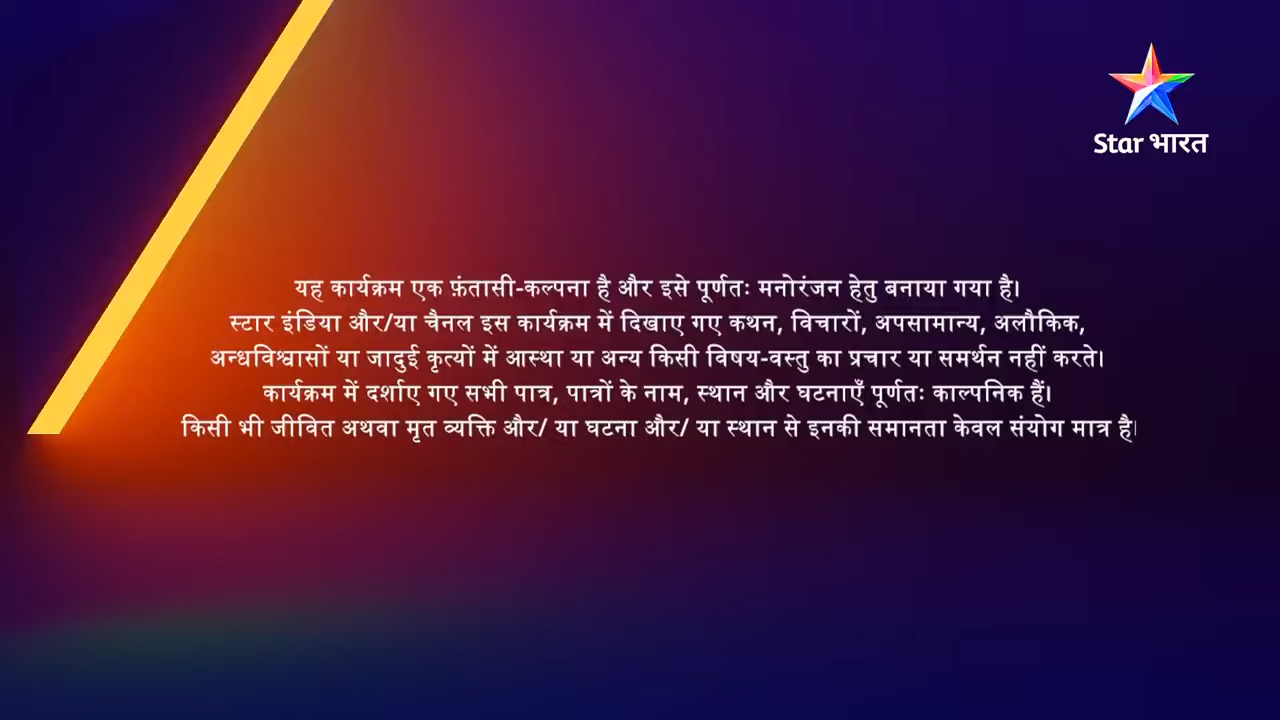 Star भारत
यह कार्यक्रम एक फ़ंतासी-कल्पना है और इसे पूर्णतः मनोरंजन हेतु बनाया गया है।
स्टार इंडिया और/या चैनल इस कार्यक्रम में दिखाए गए कथन, विचारों, अपसामान्य, अलौकिक,
अन्धविश्वासों या जादुई कृत्यों में आस्था या अन्य किसी विषय-वस्तु का प्रचार या समर्थन नहीं करते।
कार्यक्रम में दर्शाए गए सभी पात्र, पात्रों के नाम, स्थान और घटनाएँ पूर्णतः काल्पनिक हैं।
किसी भी जीवित अथवा मृत व्यक्ति और/ या घटना और/ या स्थान से इनकी समानता केवल संयोग मात्र है।